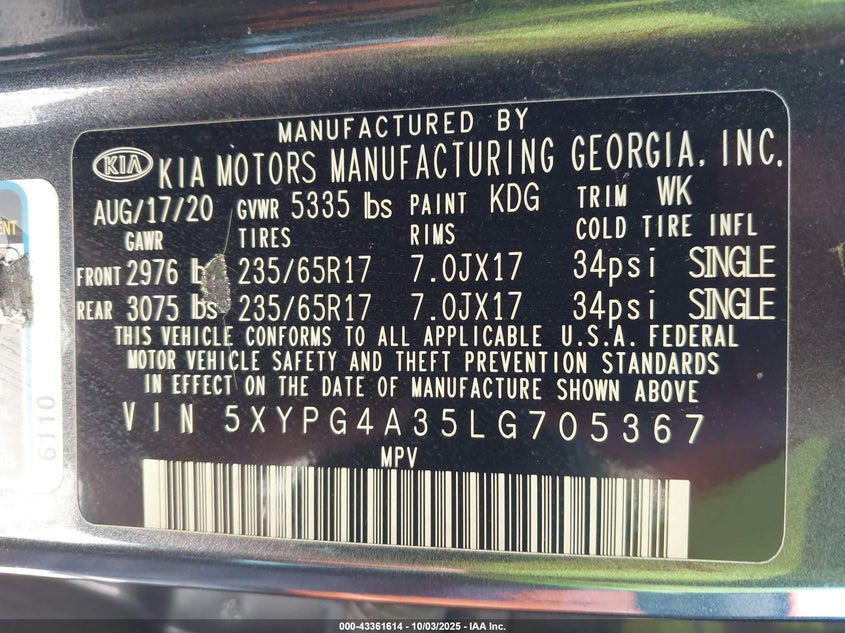 MANUFACTURED BY
KIA KIA MOTORS MANUFACTURING GEORGIA, INC.
AUG/17/20 GVWR 5335 lbs PAINT KDG TRIM WK
GAWR TIRES RIMS COLD TIRE INFL
FRONT 2976 235/65R17 7.0JX17 34psi SINGLE
REAR 3075 lbs 235/65R17 7.0JX17 34psi SINGLE
THIS VEHICLE CONFORMS TO ALL APPLICABLE U.S.A. FEDERAL
MOTOR VEHICLE SAFETY AND THEFT PREVENTION STANDARDS
IN EFFECT ON THE DATE OF MANUFACTURE SHOWN ABOVE
VIN 5XYPG4A35LG705367
MPV
6110
000-43361614 - 10/03/2025 - IAA Inc.